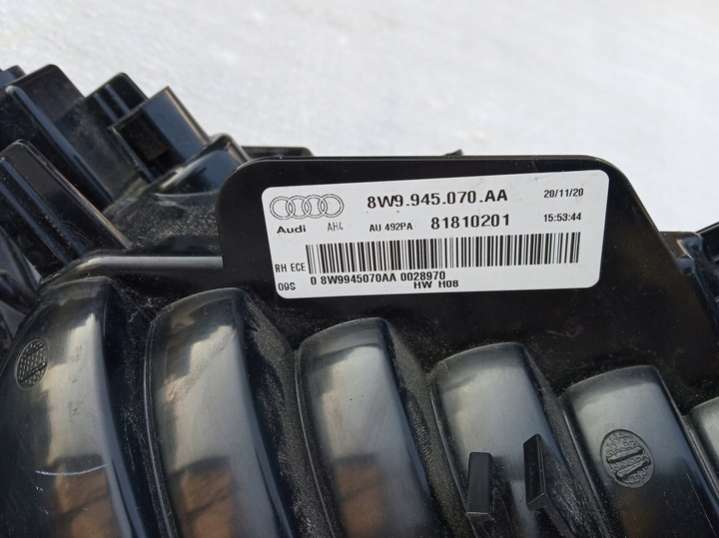 8W9.945.070.AA 20/11/20
Audi AH4 AU 492PA 81810201 15:53:44
RH ECE
09S 0 8W9945070AA 0028970
HW H08